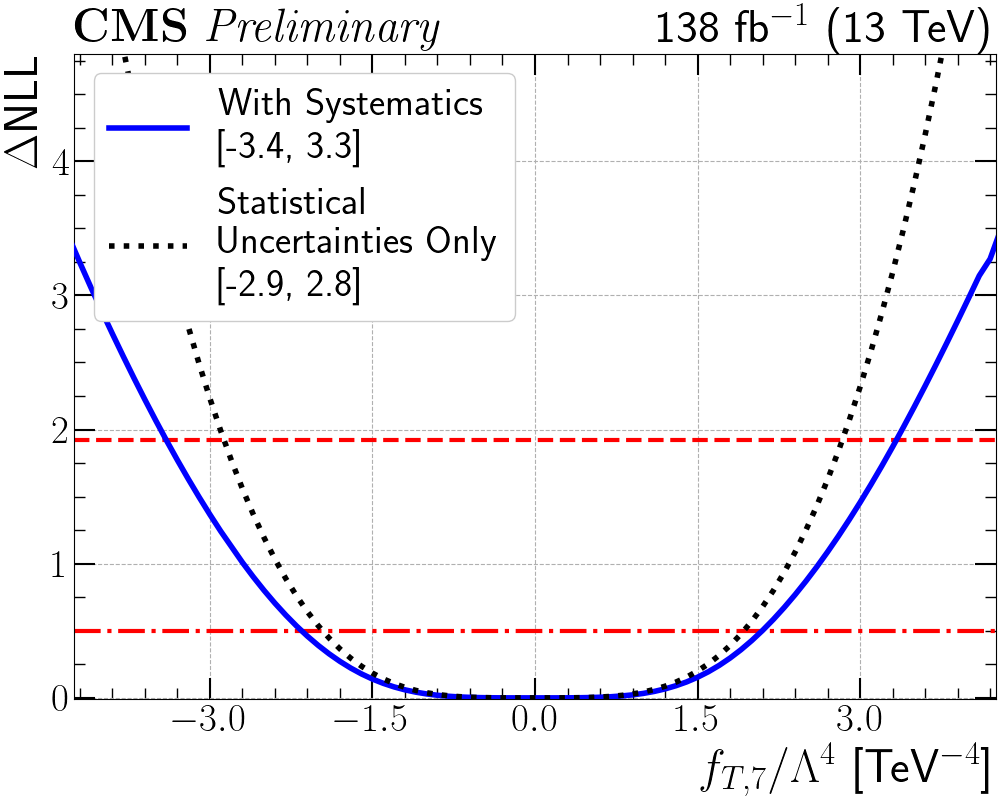 CMS Preliminary 138 fb⁻¹ (13 TeV)
ΔNLL
With Systematics
[-3.4, 3.3]
Statistical
Uncertainties Only
[-2.9, 2.8]
4
3
2
1
0
−3.0 −1.5 0.0 1.5 3.0
f_{T,7}/Λ⁴ [TeV⁻⁴]